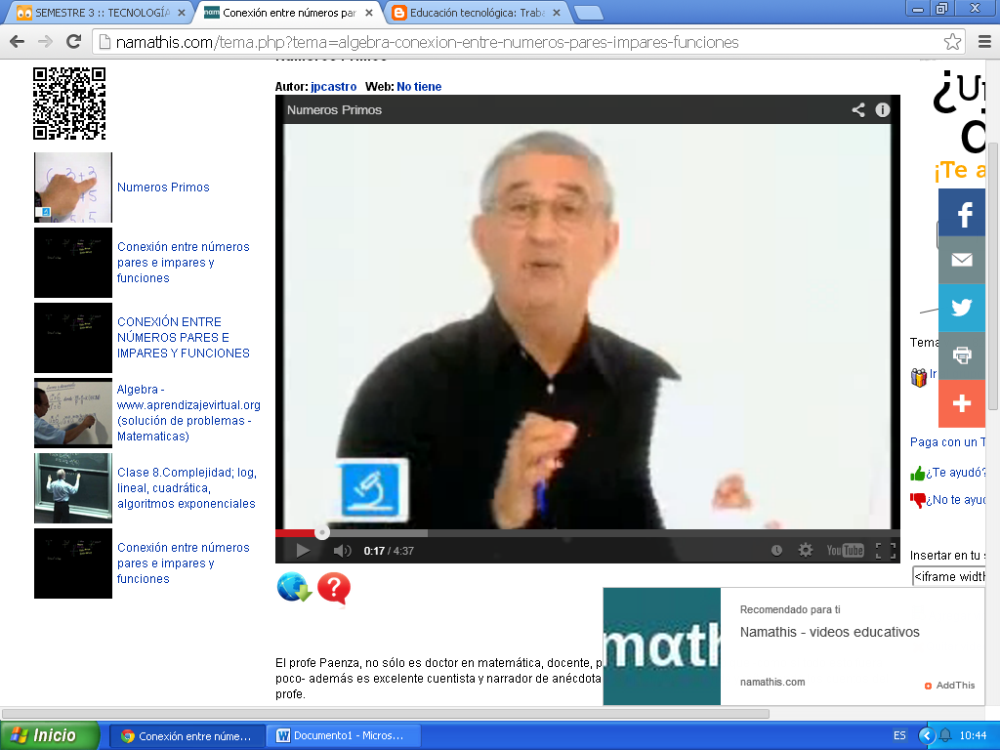 SEMESTRE 3 :: TECNOLOGÍA
Conexión entre números par
Educación tecnológica: Traba
namathis.com/tema.php?tema=algebra-conexion-entre-numeros-pares-impares-funciones
Numeros Primos
Autor: jpcastro Web: No tiene
Numeros Primos
Numeros Primos
Conexión entre números
pares e impares y
funciones
CONEXIÓN ENTRE
NÚMEROS PARES E
IMPARES Y FUNCIONES
Algebra -
www.aprendizajevirtual.org
(solución de problemas -
Matematicas)
Clase 8.Complejidad; log,
lineal, cuadrática,
algoritmos exponenciales
Conexión entre números
pares e impares y
funciones
0:17 / 4:37
YouTube
¡Te a
Tema
Paga con un T
¿Te ayudó?
¿No te ayud
Insertar en tu s
<iframe width
El profe Paenza, no sólo es doctor en matemática, docente, p
poco- además es excelente cuentista y narrador de anécdota
profe.
mαth
Recomendado para ti
Namathis - videos educativos
namathis.com
AddThis
Inicio
Conexión entre núme...
Documento1 - Micros...
ES
10:44